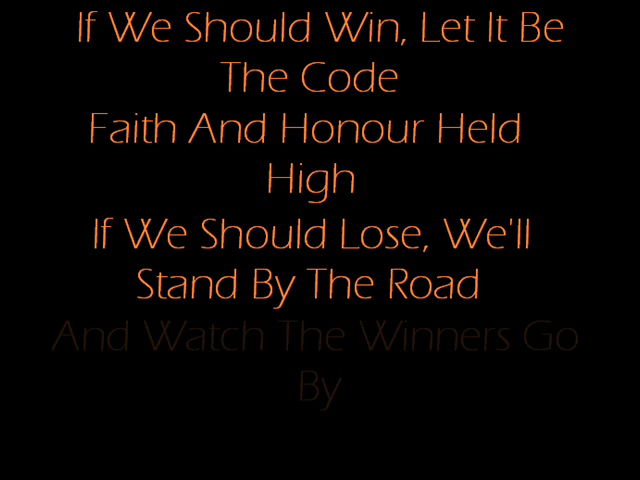 If We Should Win, Let It Be
The Code
Faith And Honour Held
High
If We Should Lose, We'll
Stand By The Road
And Watch The Winners Go
By